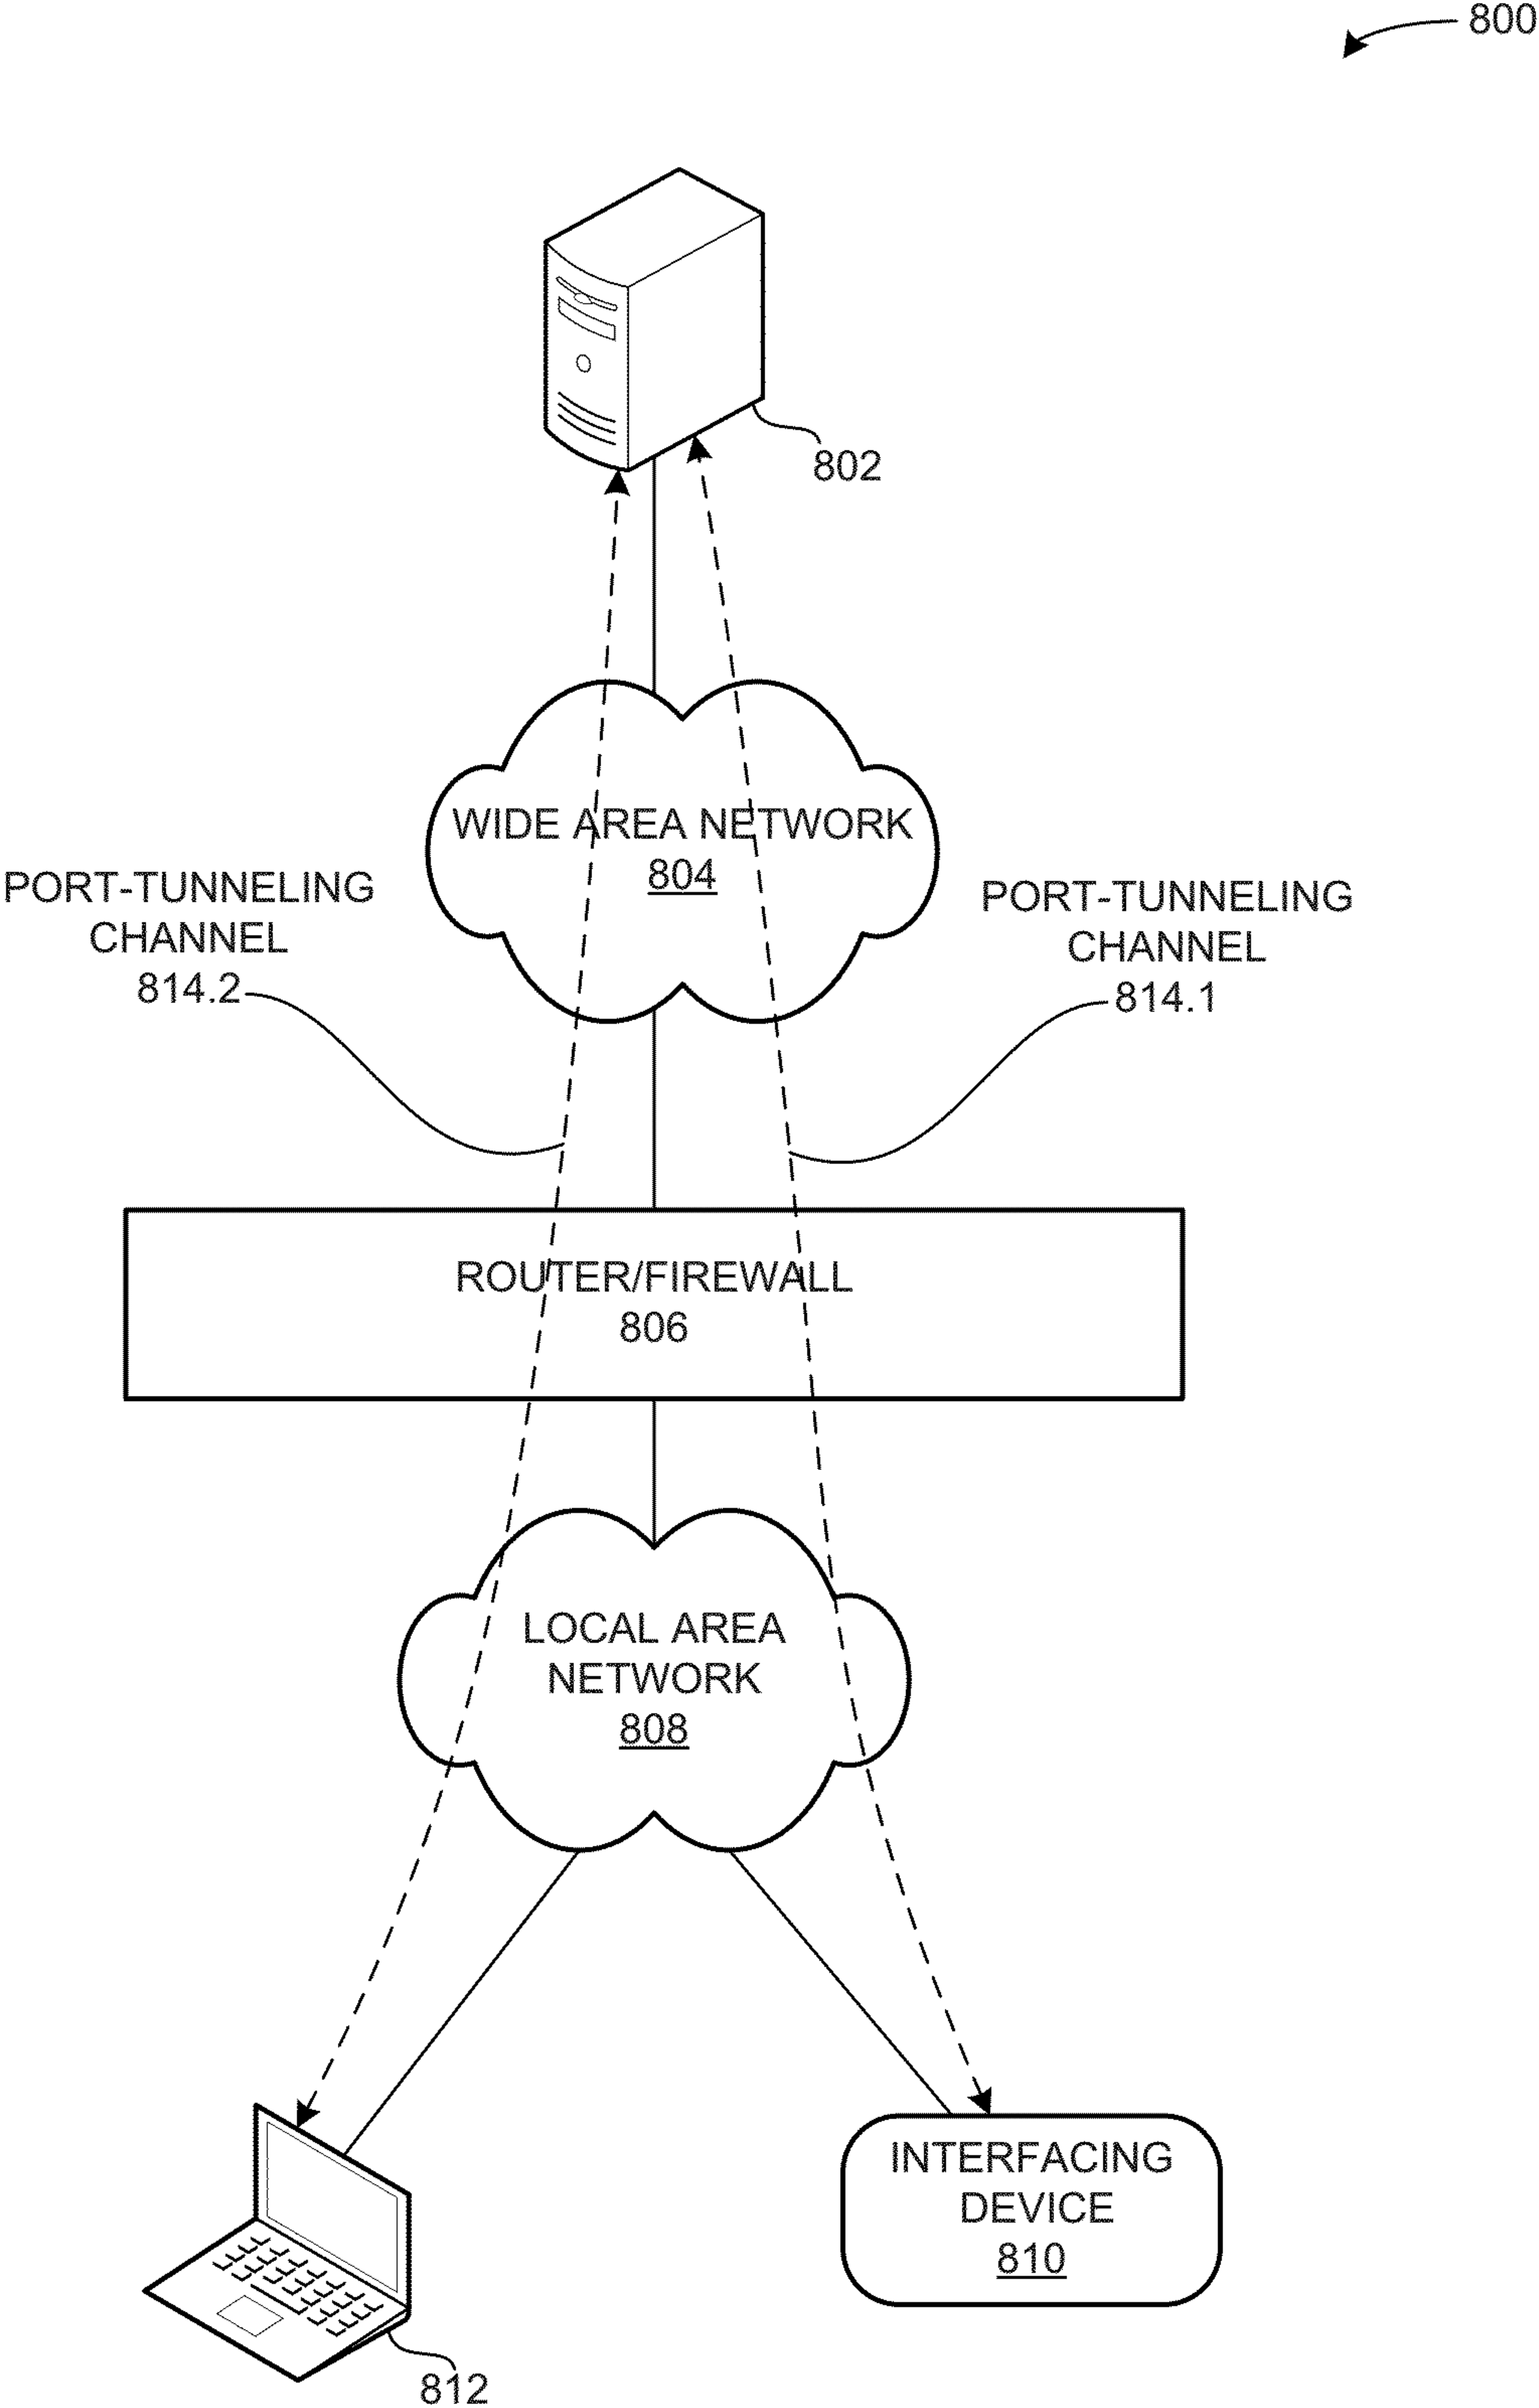 800
802
WIDE AREA NETWORK
804
PORT-TUNNELING
CHANNEL
814.2
PORT-TUNNELING
CHANNEL
814.1
ROUTER/FIREWALL
806
LOCAL AREA
NETWORK
808
INTERFACING
DEVICE
810
812